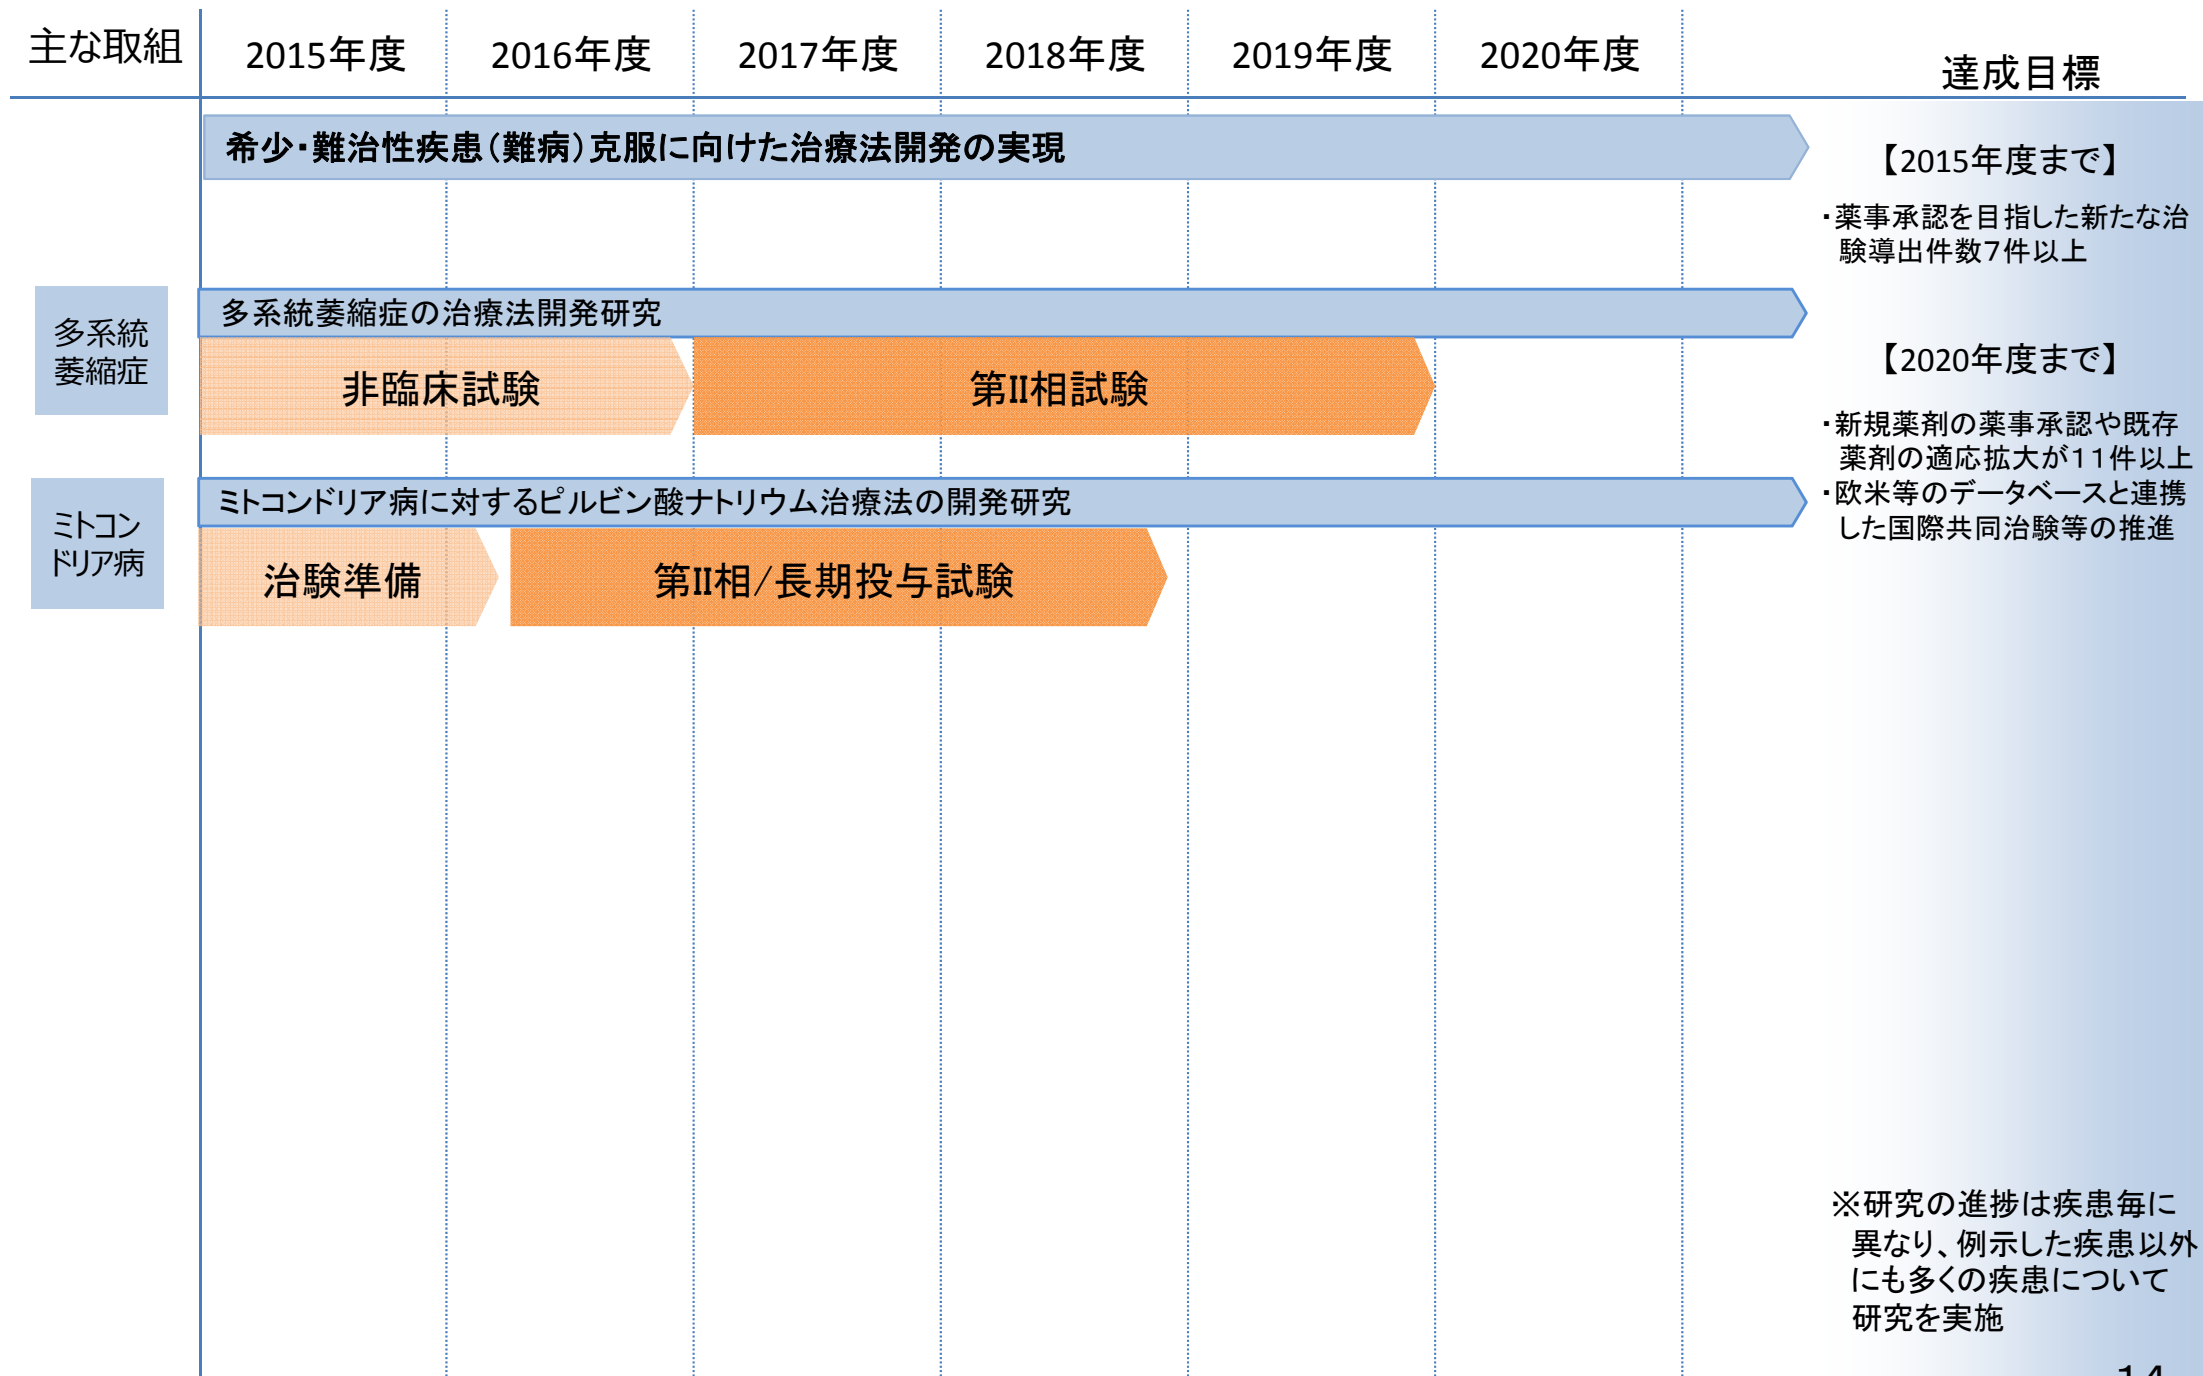 主な取組
2015年度
2016年度
2017年度
2018年度
2019年度
2020年度
達成目標
希少・難治性疾患（難病）克服に向けた治療法開発の実現
多系統
萎縮症
多系統萎縮症の治療法開発研究
非臨床試験
第II相試験
ミトコン
ドリア病
ミトコンドリア病に対するピルビン酸ナトリウム治療法の開発研究
治験準備
第II相/長期投与試験
【2015年度まで】
・薬事承認を目指した新たな治
験導出件数７件以上
【2020年度まで】
・新規薬剤の薬事承認や既存
薬剤の適応拡大が１１件以上
・欧米等のデータベースと連携
した国際共同治験等の推進
※研究の進捗は疾患毎に
異なり、例示した疾患以外
にも多くの疾患について
研究を実施
14